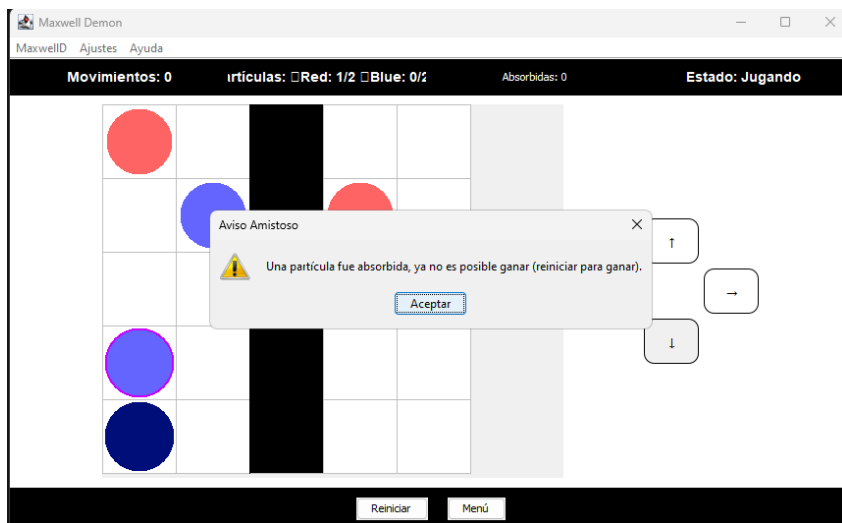 Maxwell Demon
MaxwellD Ajustes Ayuda
Movimientos: 0 artículas: □Red: 1/2 □Blue: 0/2 Absorbidas: 0 Estado: Jugando
Aviso Amistoso
Una partícula fue absorbida, ya no es posible ganar (reiniciar para ganar).
Aceptar
↑
→
↓
Reiniciar Menú